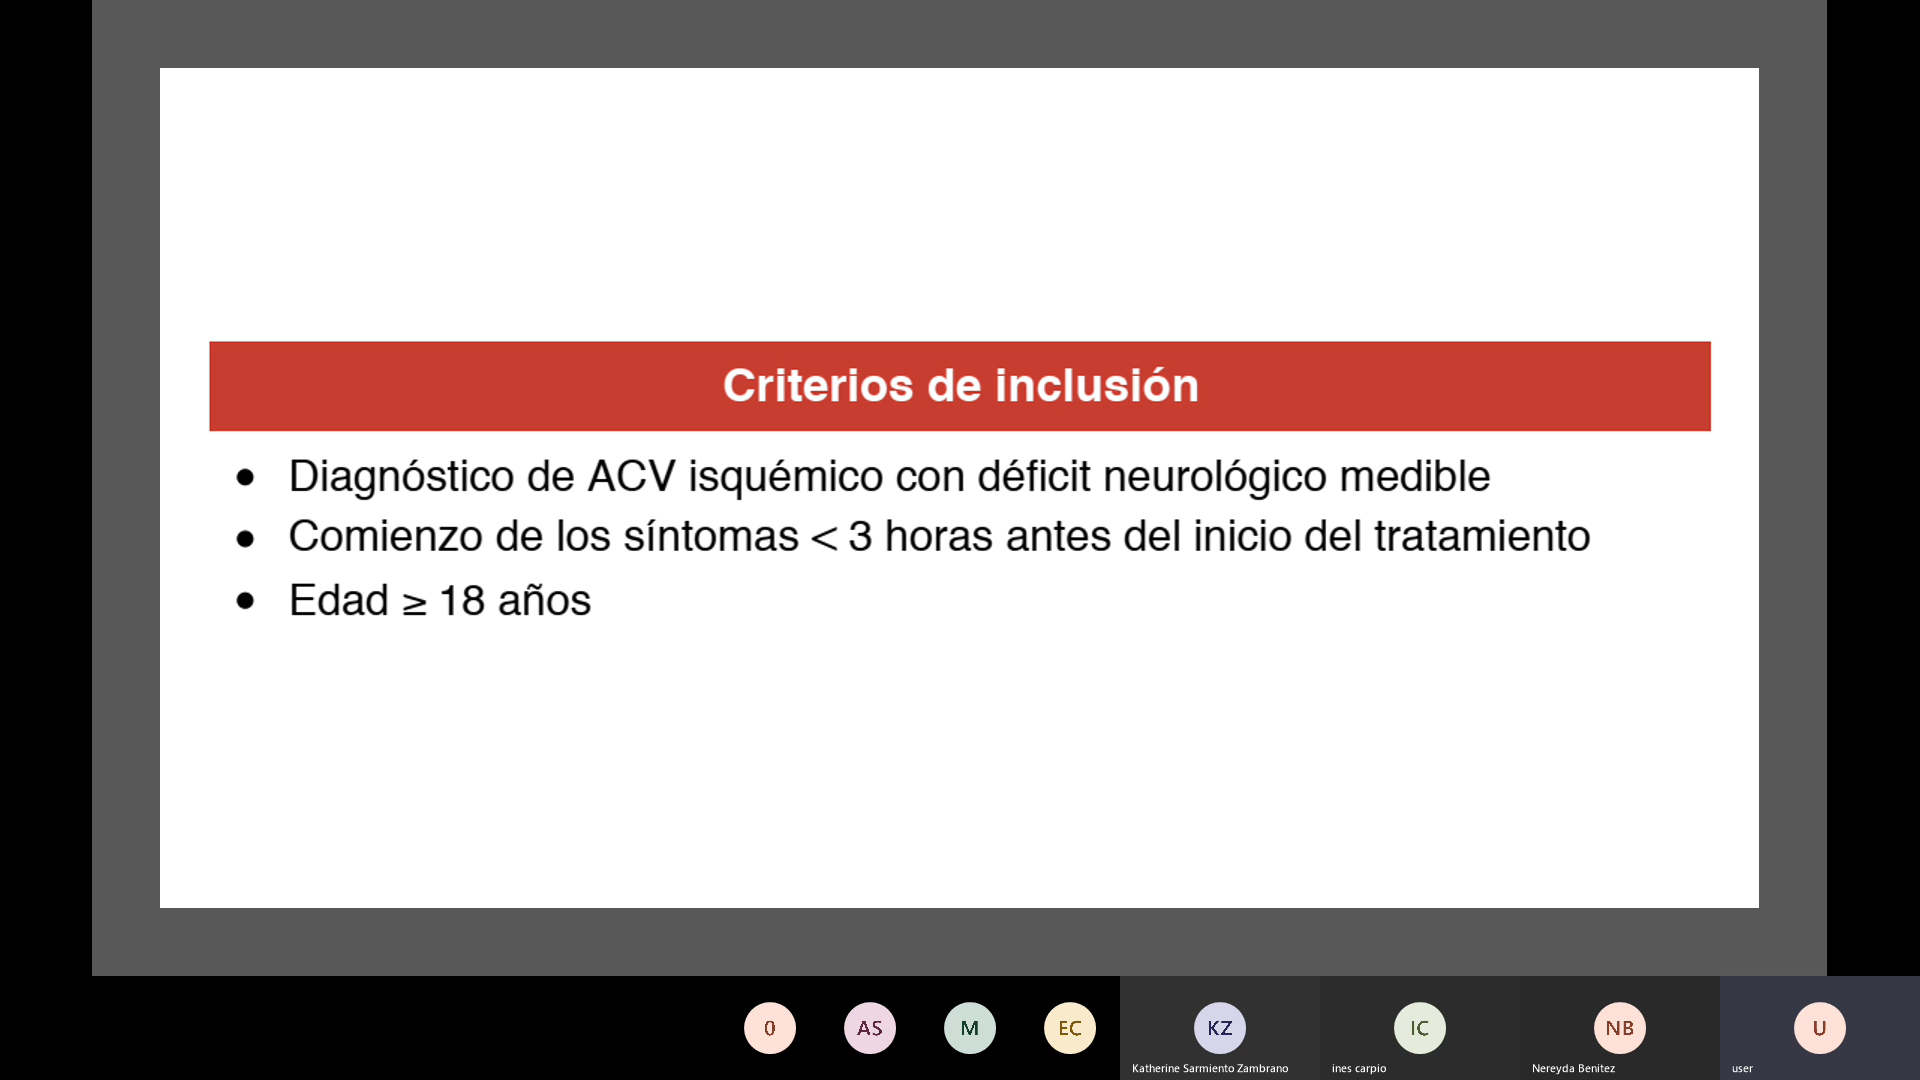 Criterios de inclusión
● Diagnóstico de ACV isquémico con déficit neurológico medible
● Comienzo de los síntomas < 3 horas antes del inicio del tratamiento
● Edad ≥ 18 años
0 AS M EC KZ IC NB U
Katherine Sarmiento Zambrano ines carpio Nereyda Benitez user